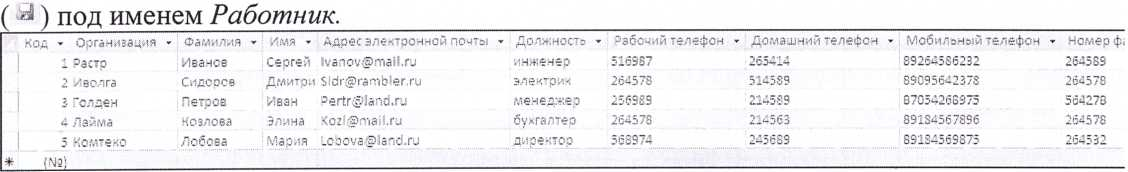 ( ) под именем Работник.
Код Организация Фамилия Имя Адрес электронной почты Должность Рабочий телефон Домашний телефон Мобильный телефон Номер фа
1 Растр Иванов Сергей Ivanov@mail.ru инженер 516987 265414 89264586232 264589
2 Иволга Сидоров Дмитри Sidr@rambler.ru электрик 264578 514589 89095642378 264578
3 Голден Петров Иван Pertr@land.ru менеджер 256989 214589 87054268975 564278
4 Лайма Козлова Элина Kozl@mail.ru бухгалтер 264578 214563 89184567896 264578
5 Комтеко Лобова Мария Lobova@land.ru директор 568974 245689 89184569875 264532
* (№)